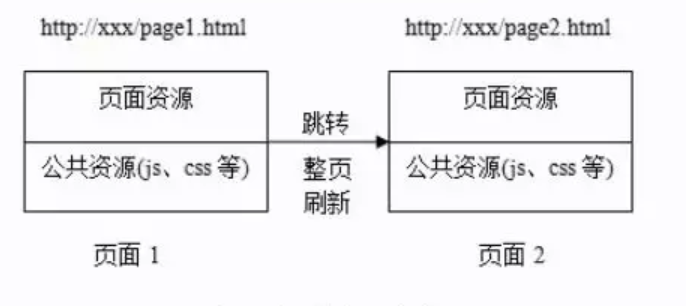 http://xxx/page1.html
http://xxx/page2.html
页面资源
页面资源
跳转
公共资源(js、css 等)
整页
刷新
公共资源(js、css 等)
页面 1
页面 2